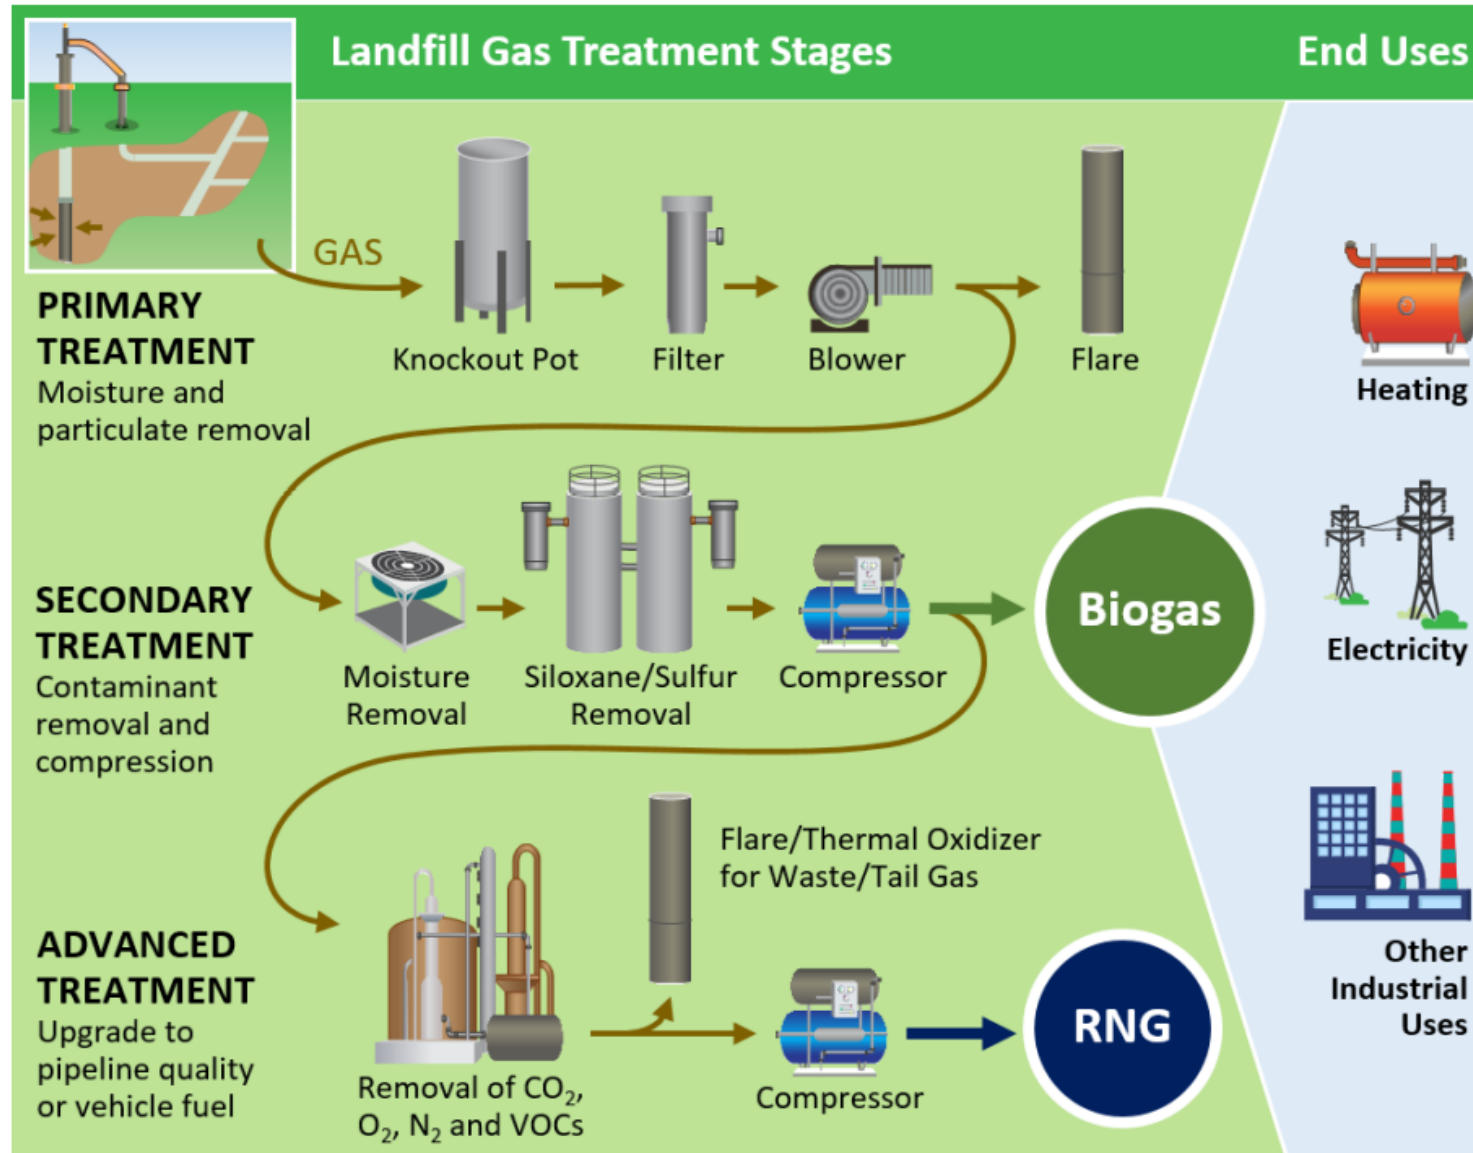 Landfill Gas Treatment Stages
End Uses
GAS
PRIMARY
TREATMENT
Moisture and
particulate removal
Knockout Pot
Filter
Blower
Flare
Heating
SECONDARY
TREATMENT
Contaminant
removal and
compression
Moisture
Removal
Siloxane/Sulfur
Removal
Compressor
Biogas
Electricity
ADVANCED
TREATMENT
Upgrade to
pipeline quality
or vehicle fuel
Removal of CO₂,
O₂, N₂ and VOCs
Flare/Thermal Oxidizer
for Waste/Tail Gas
Compressor
RNG
Other
Industrial
Uses